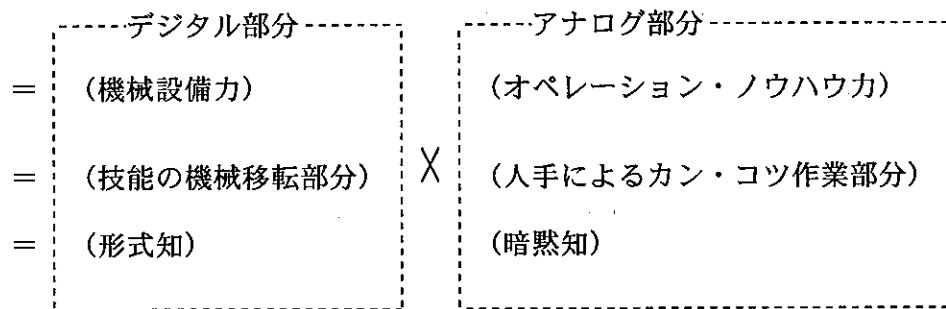 デジタル部分 アナログ部分
= (機械設備力) (オペレーション・ノウハウ力)
= (技能の機械移転部分) X (人手によるカン・コツ作業部分)
= (形式知) (暗黙知)